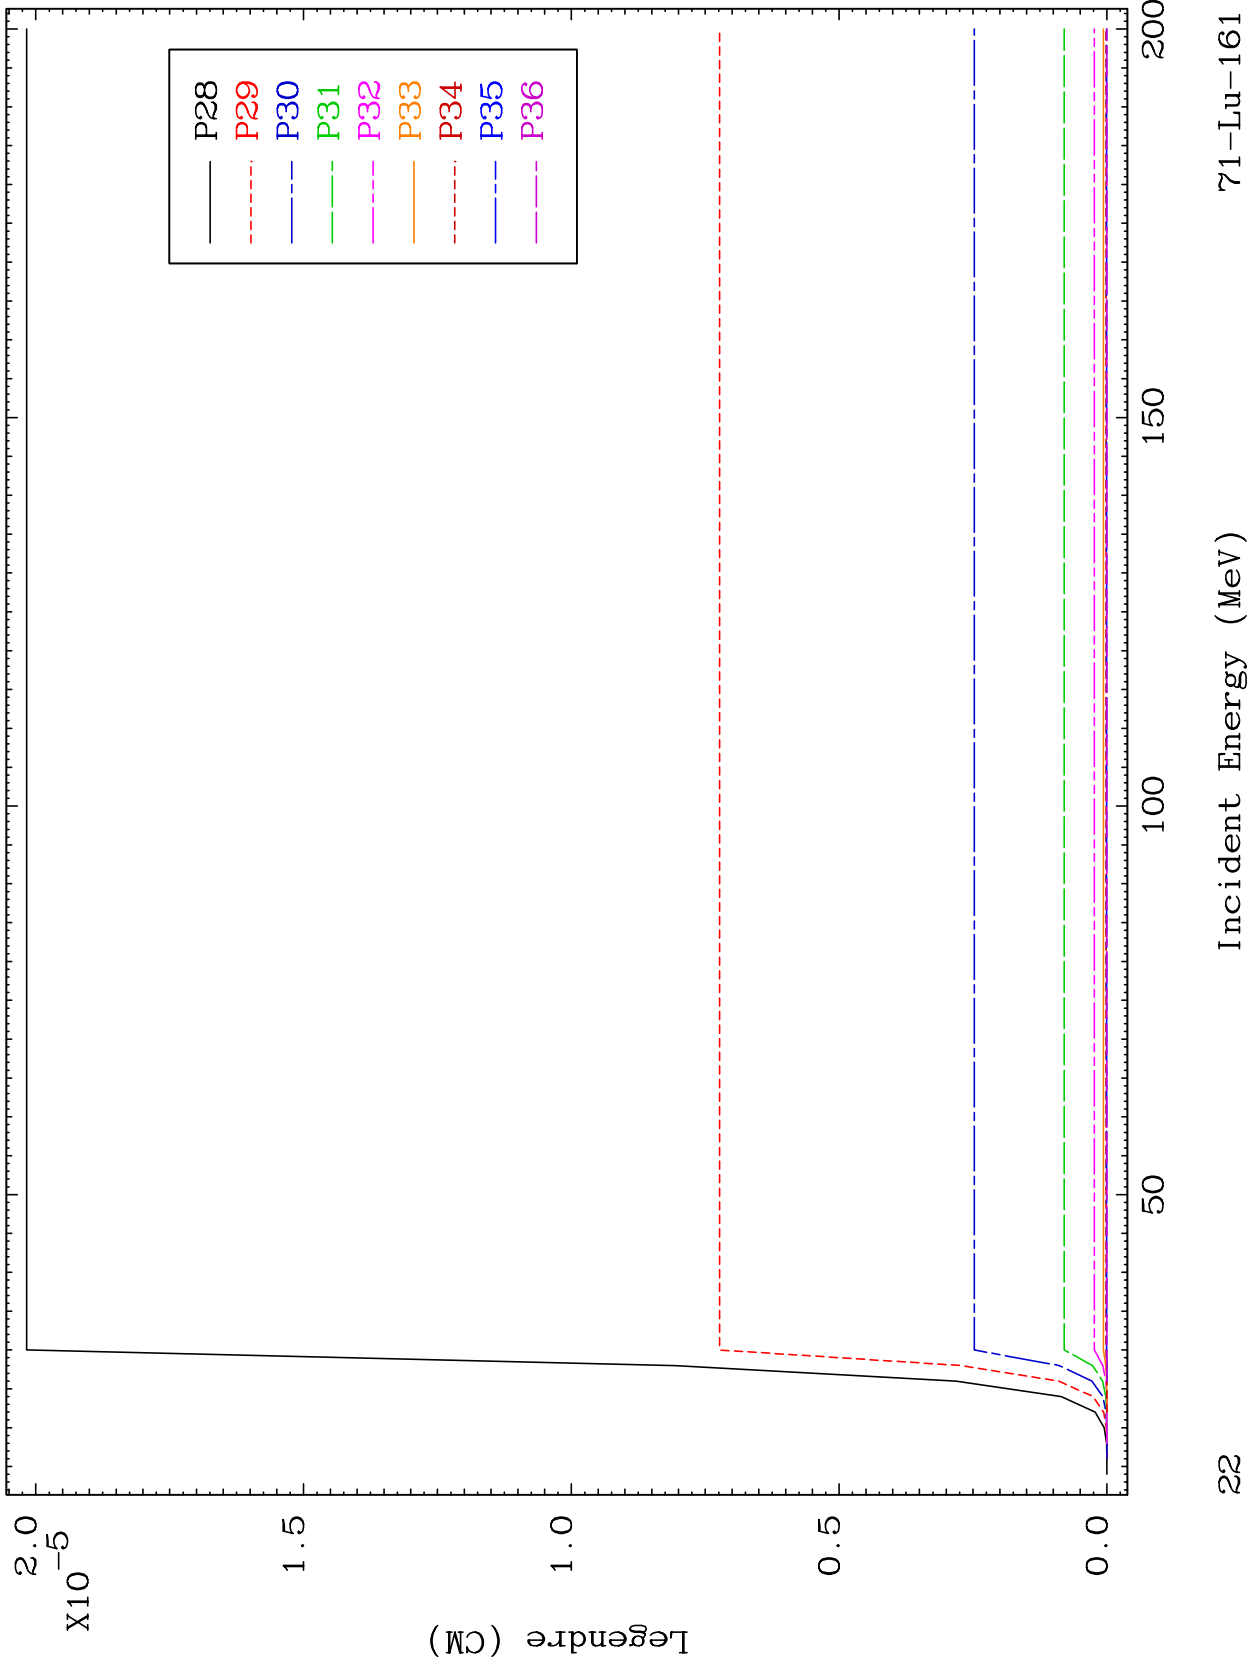 Legendre (CM)
X10-5
2.0
1.5
1.0
0.5
0.0
P28
P29
P30
P31
P32
P33
P34
P35
P36
50
100
150
200
22
Incident Energy (MeV)
71-Lu-161